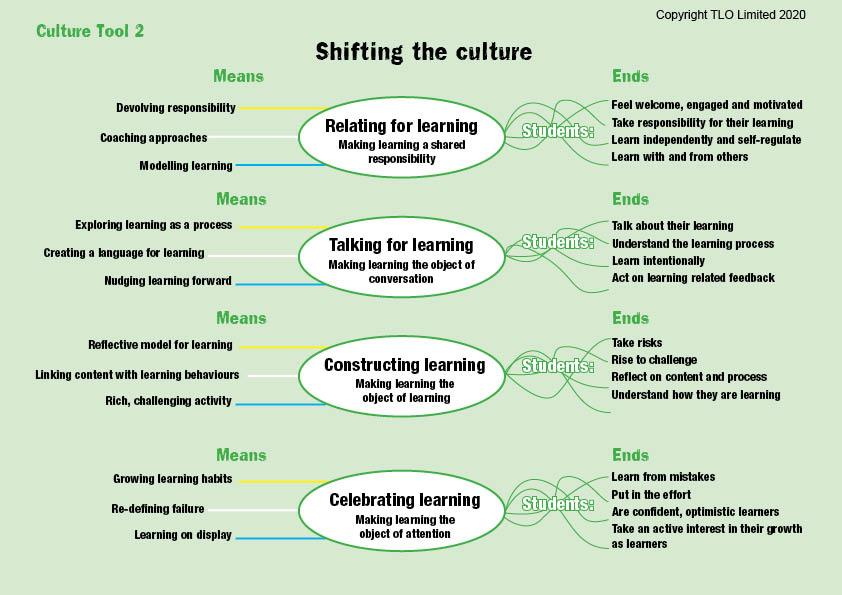 Copyright TLO Limited 2020
Culture Tool 2
Shifting the culture
Means
Ends
Devolving responsibility
Coaching approaches
Modelling learning
Relating for learning
Making learning a shared
responsibility
Students:
Feel welcome, engaged and motivated
Take responsibility for their learning
Learn independently and self-regulate
Learn with and from others
Means
Ends
Exploring learning as a process
Creating a language for learning
Nudging learning forward
Talking for learning
Making learning the object of
conversation
Students:
Talk about their learning
Understand the learning process
Learn intentionally
Act on learning related feedback
Means
Ends
Reflective model for learning
Linking content with learning behaviours
Rich, challenging activity
Constructing learning
Making learning the
object of learning
Students:
Take risks
Rise to challenge
Reflect on content and process
Understand how they are learning
Means
Ends
Growing learning habits
Re-defining failure
Learning on display
Celebrating learning
Making learning the
object of attention
Students:
Learn from mistakes
Put in the effort
Are confident, optimistic learners
Take an active interest in their growth
as learners